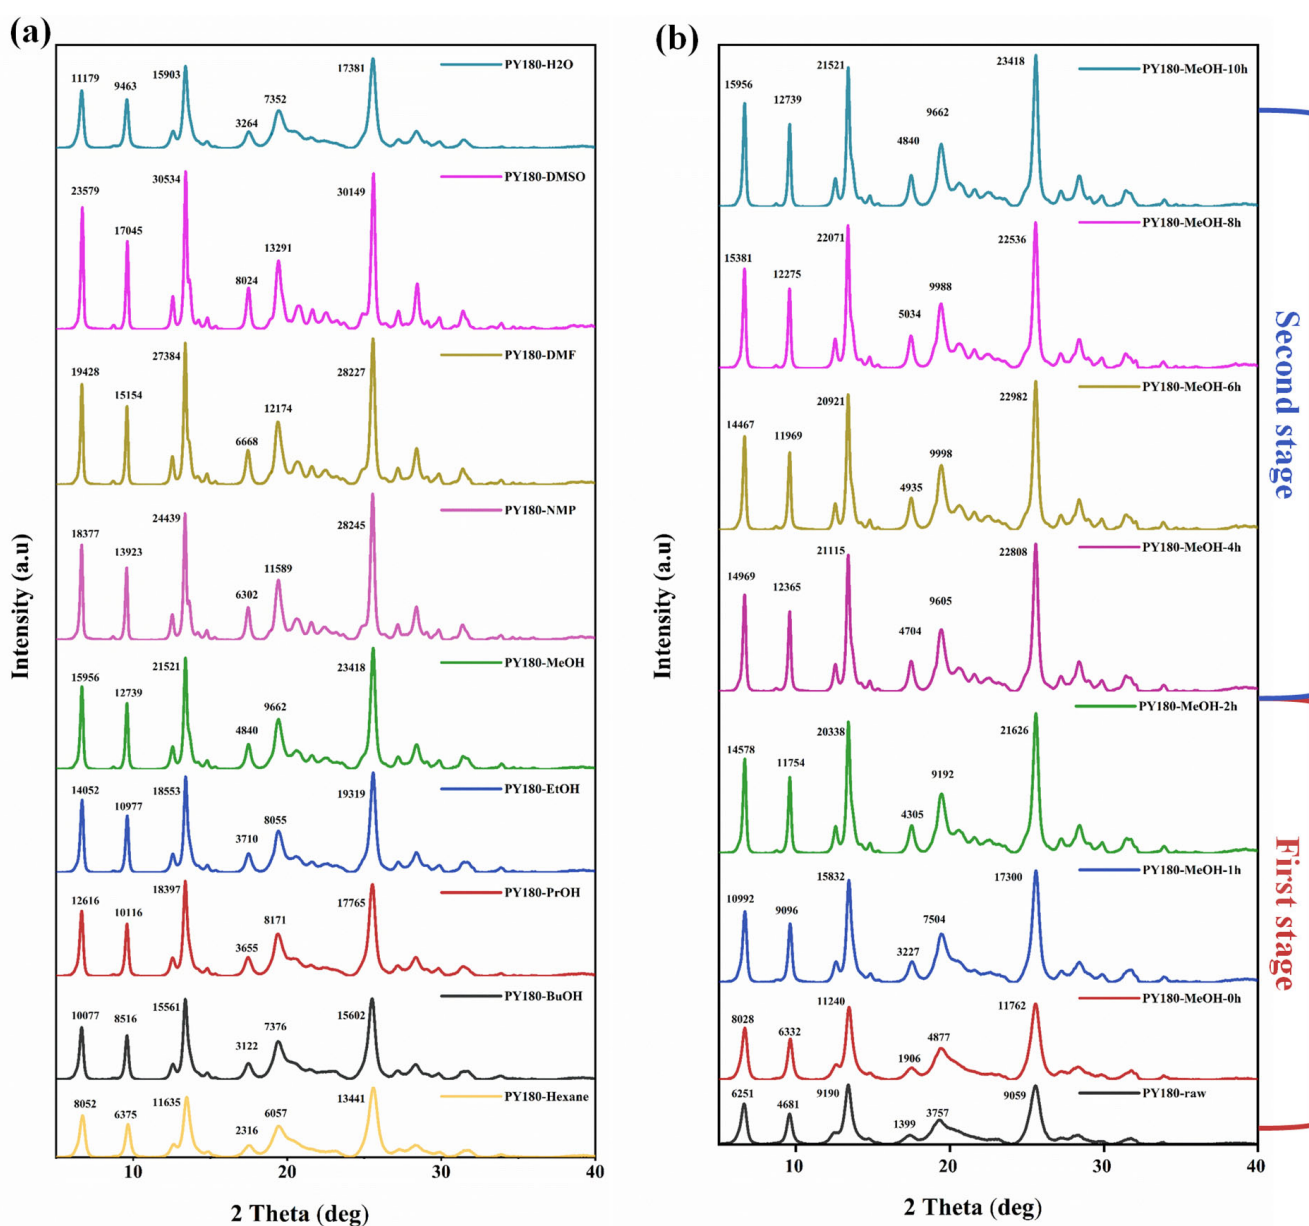 (a)
PY180-H2O
11179 9463 15903 3264 7352 17381
PY180-DMSO
23579 17045 30534 8024 13291 30149
PY180-DMF
19428 15154 27384 6668 12174 28227
PY180-NMP
18377 13923 24439 6302 11589 28245
PY180-MeOH
15956 12739 21521 4840 9662 23418
PY180-EtOH
14052 10977 18553 3710 8055 19319
PY180-PrOH
12616 10116 18397 3655 8171 17765
PY180-BuOH
10077 8516 15561 3122 7376 15602
PY180-Hexane
8052 6375 11635 2316 6057 13441
Intensity (a.u)
10 20 30 40
2 Theta (deg)
(b)
PY180-MeOH-10h
15956 12739 21521 4840 9662 23418
PY180-MeOH-8h
15381 12275 22071 5034 9988 22536
PY180-MeOH-6h
14467 11969 20921 4935 9998 22982
PY180-MeOH-4h
14969 12365 21115 4704 9605 22808
PY180-MeOH-2h
14578 11754 20338 4305 9192 21626
PY180-MeOH-1h
10992 9096 15832 3227 7504 17300
PY180-MeOH-0h
8028 6332 11240 1906 4877 11762
PY180-raw
6251 4681 9190 1399 3757 9059
Intensity (a.u)
10 20 30 40
2 Theta (deg)
Second stage
First stage